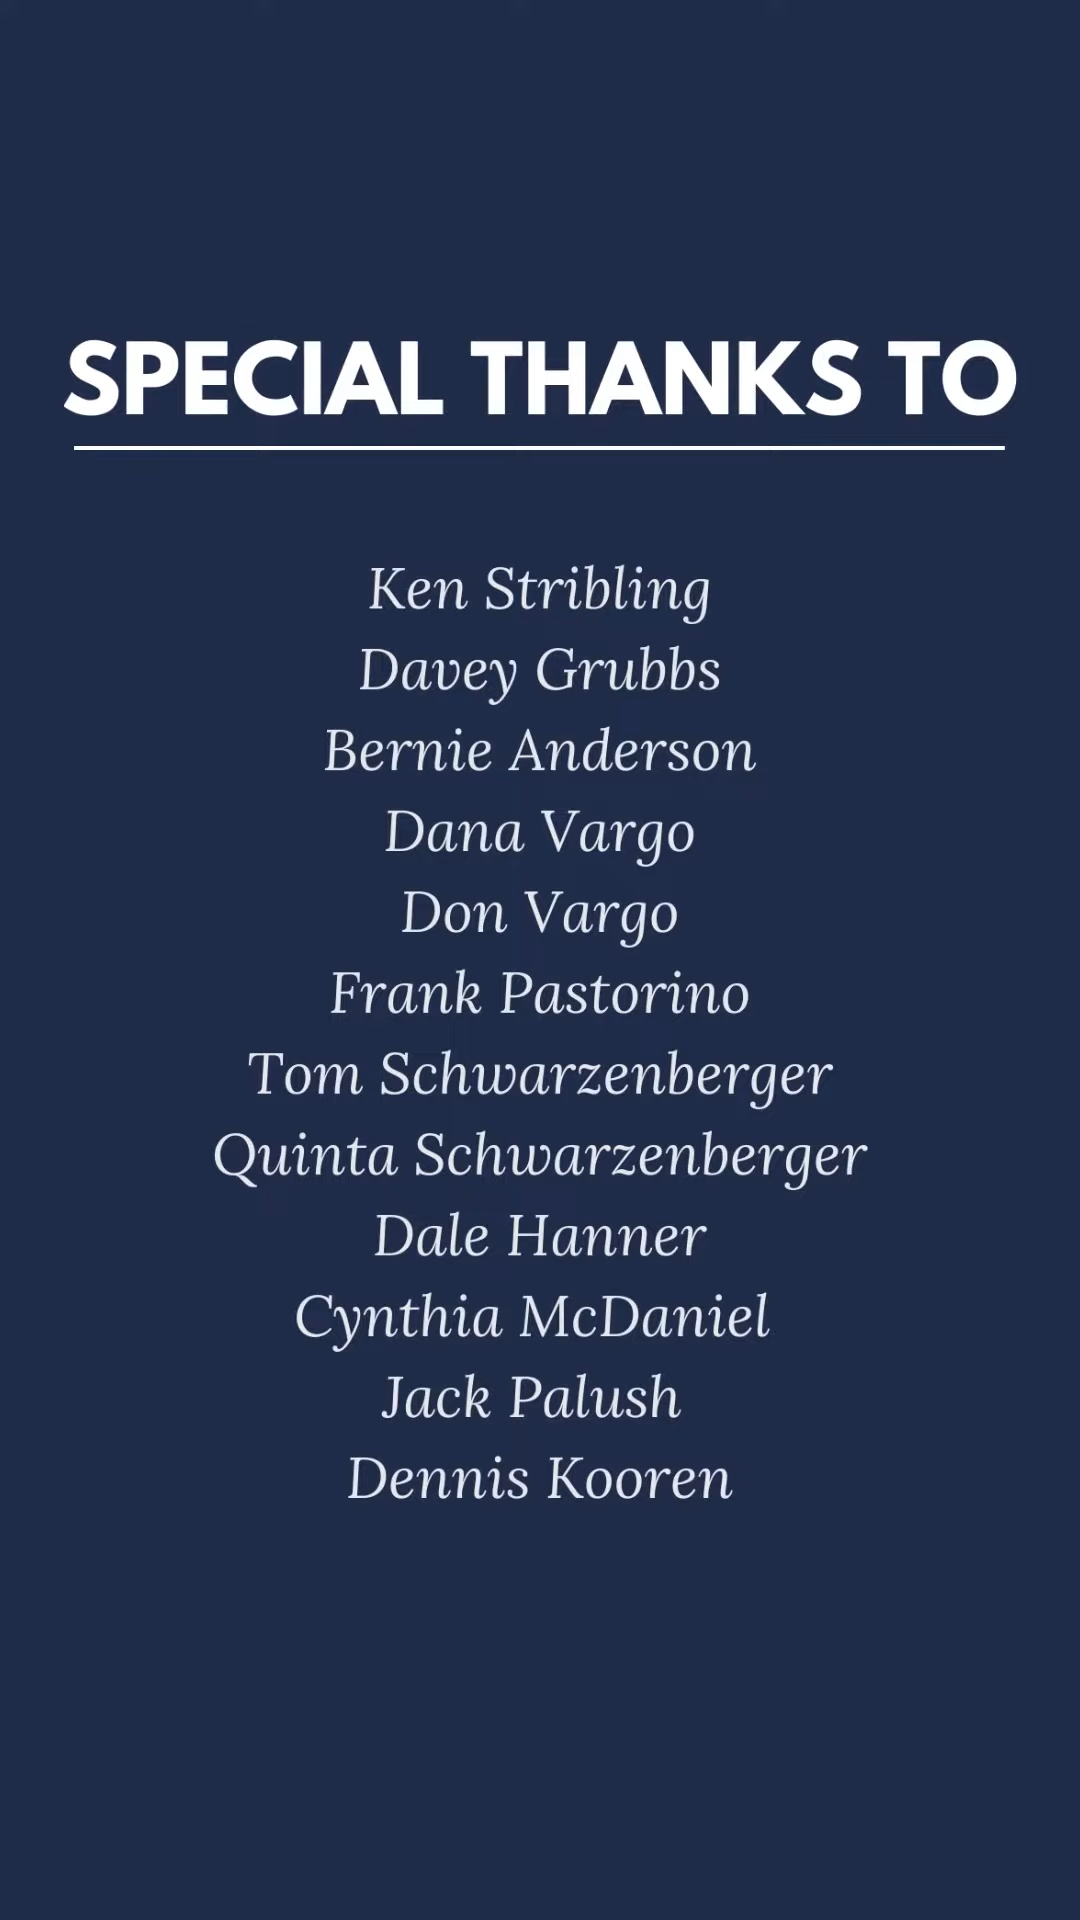 SPECIAL THANKS TO
Ken Stribling
Davey Grubbs
Bernie Anderson
Dana Vargo
Don Vargo
Frank Pastorino
Tom Schwarzenberger
Quinta Schwarzenberger
Dale Hanner
Cynthia McDaniel
Jack Palush
Dennis Kooren